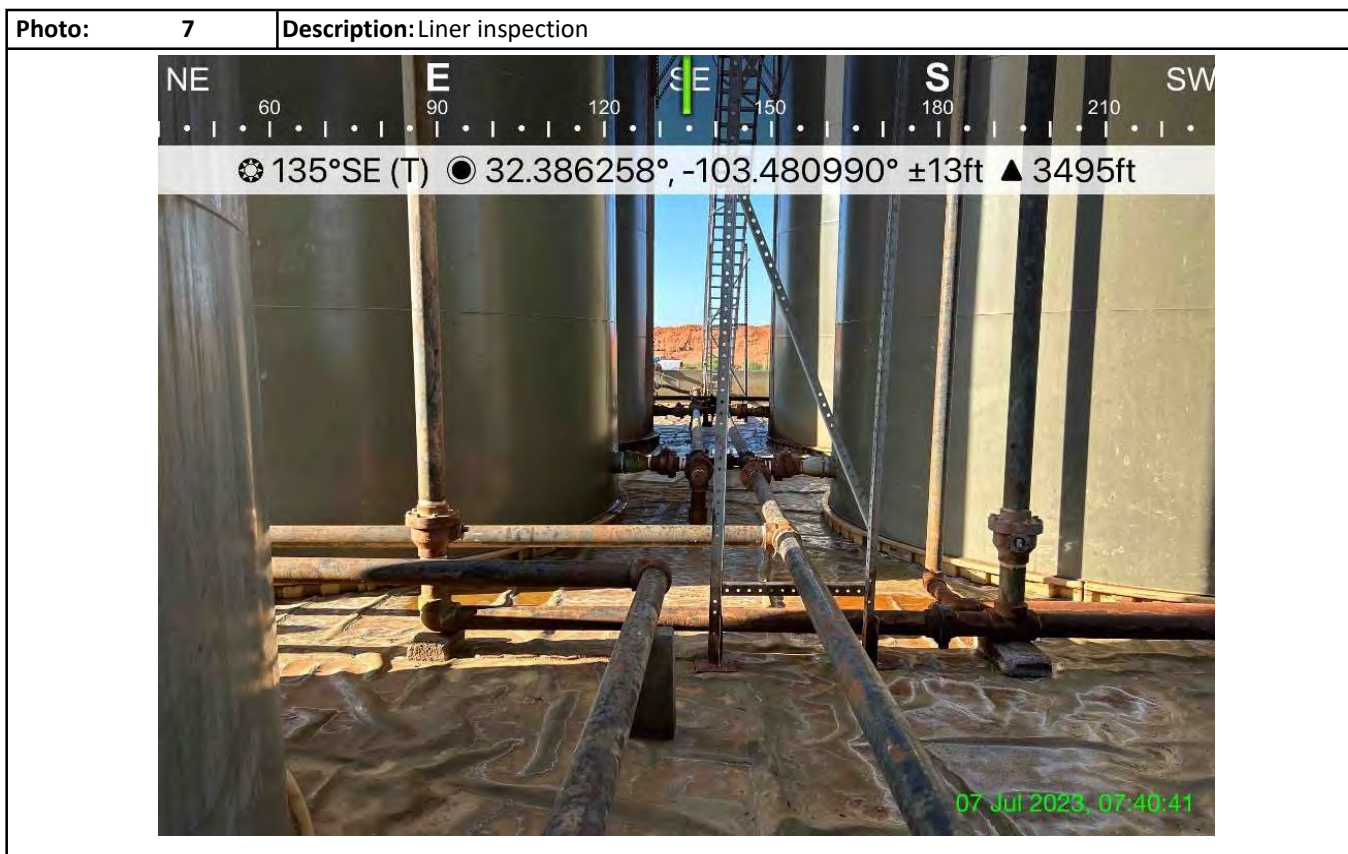 Photo: 7 Description: Liner inspection
NE E SE S SW
60 90 120 150 180 210
135°SE (T) 32.386258°, -103.480990° ±13ft ▲ 3495ft
07 Jul 2023, 07:40:41